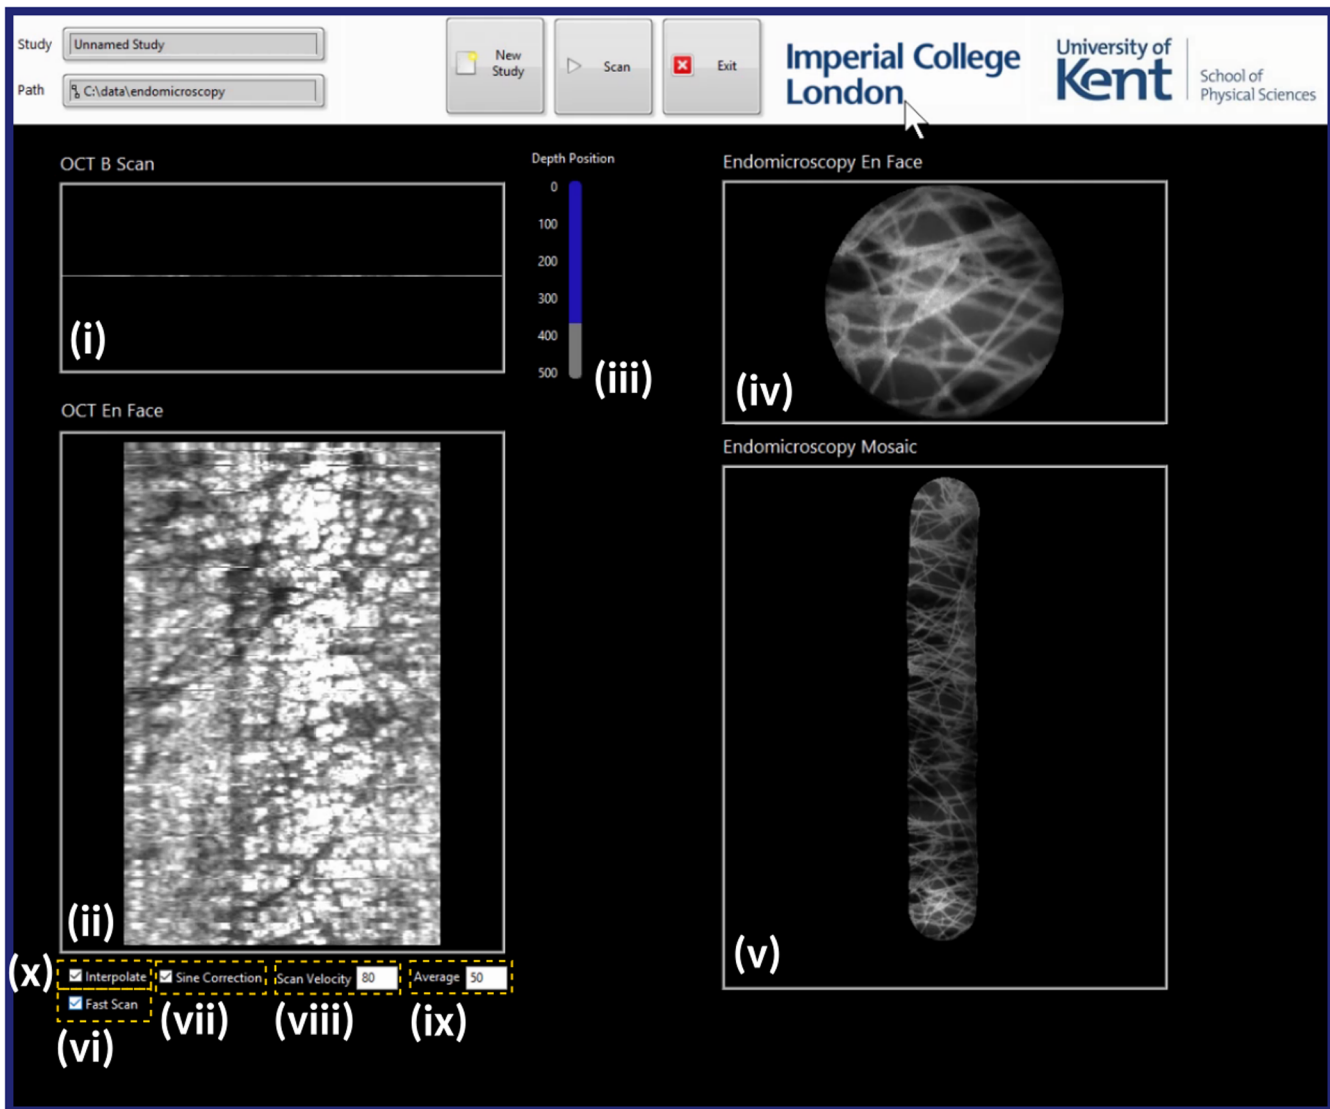 Study
Unnamed Study
Path
C:\data\endomicroscopy
New
Study
Scan
Exit
Imperial College
London
University of
Kent
School of
Physical Sciences
OCT B Scan
(i)
Depth Position
0
100
200
300
400
500
(iii)
Endomicroscopy En Face
(iv)
OCT En Face
(ii)
Endomicroscopy Mosaic
(v)
(x)
Interpolate
Sine Correction
Scan Velocity 80
Average 50
Fast Scan
(vi)
(vii)
(viii)
(ix)